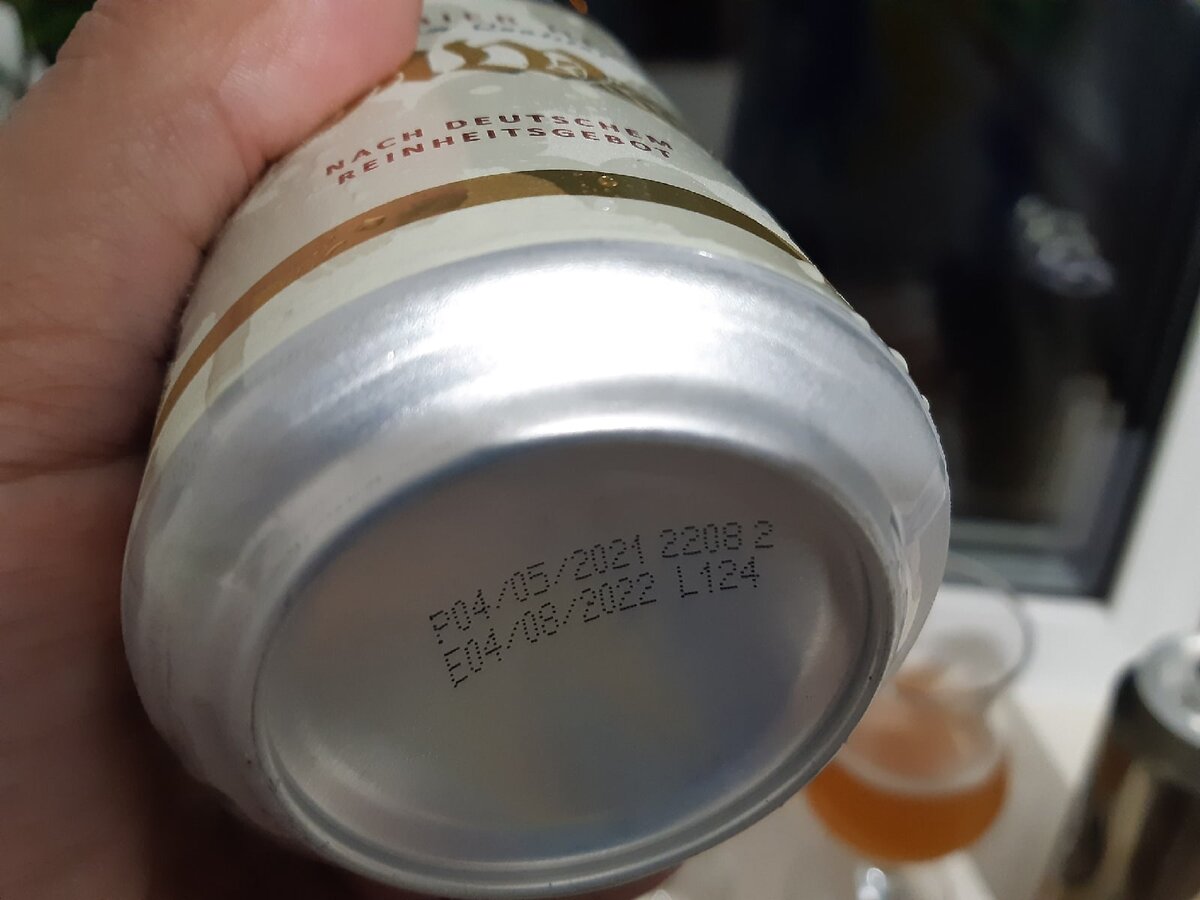 NACH DEUTSCHEM
REINHEITSGEBOT
P04/05/2021 2208 2
E04/08/2022 L124